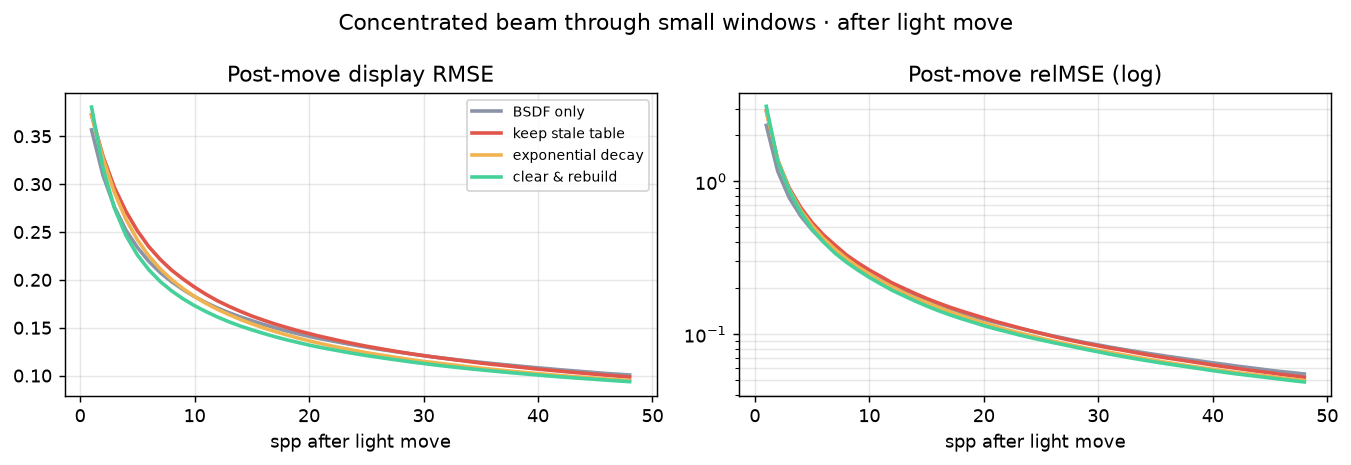 Concentrated beam through small windows · after light move
Post-move display RMSE
0.35
0.30
0.25
0.20
0.15
0.10
BSDF only
keep stale table
exponential decay
clear & rebuild
0 10 20 30 40 50
spp after light move
Post-move relMSE (log)
10⁰
10⁻¹
0 10 20 30 40 50
spp after light move